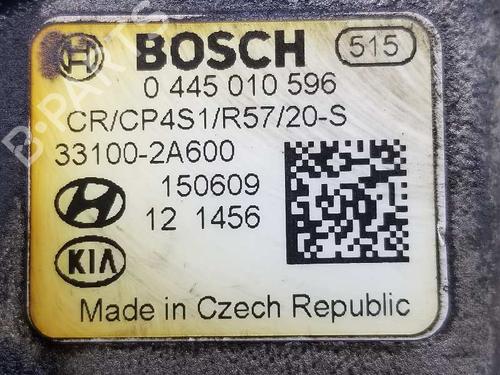 BOSCH 515
0 445 010 596
CR/CP4S1/R57/20-S
33100-2A600
150609
12 1456
KIA
Made in Czech Republic
B-PARTS